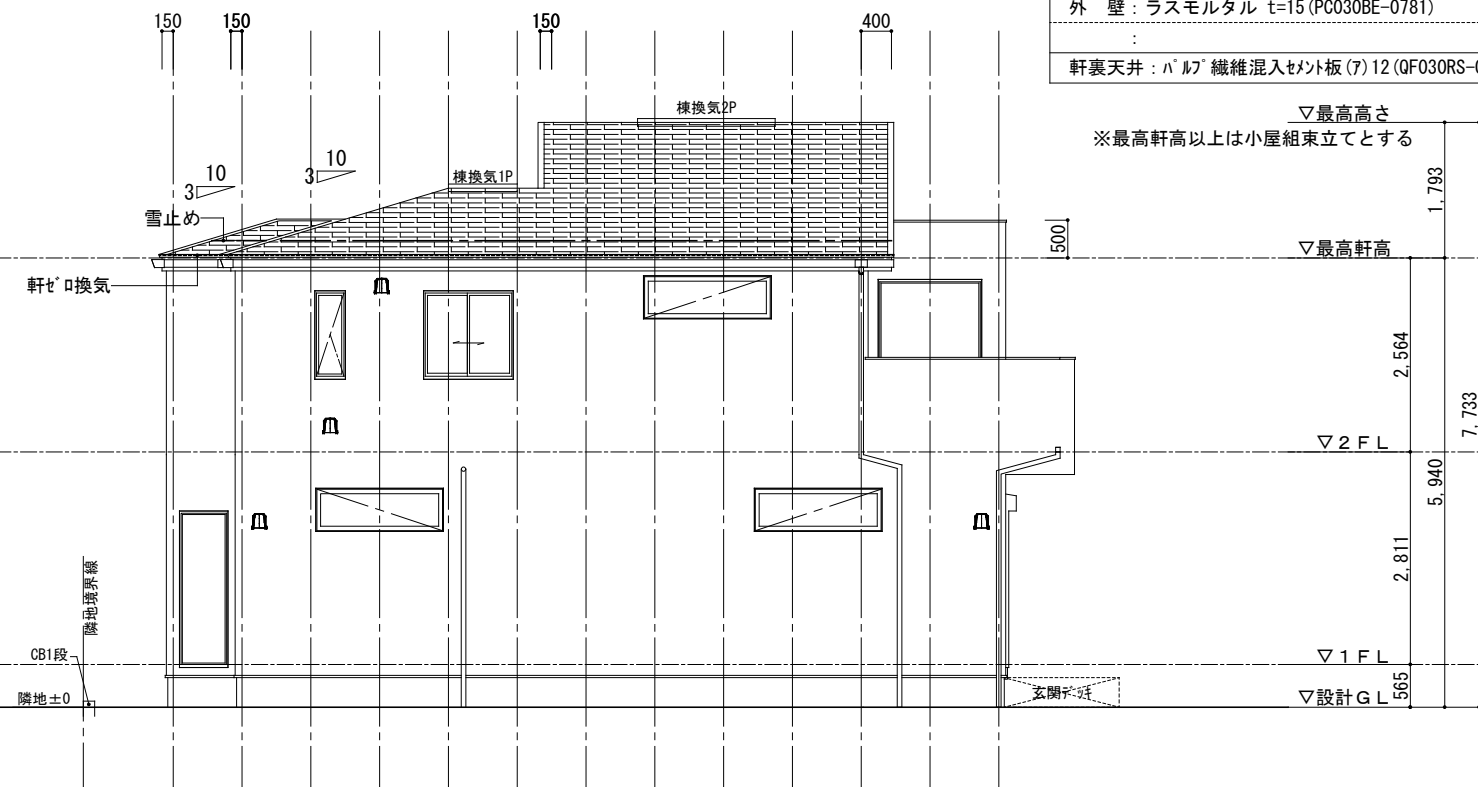 外　壁：ラスモルタル t=15(PC030BE-0781)
：
軒裏天井：パルプ繊維混入セメント板(ア)12(QF030RS-
150
150
150
400
棟換気2P
▽最高高さ
※最高軒高以上は小屋組束立てとする
10
3
10
3
棟換気1P
1,793
雪止め
500
▽最高軒高
軒ゼロ換気
2,564
7,733
▽２ＦＬ
5,940
2,811
隣地境界線
CB1段
▽１ＦＬ
隣地±0
玄関デッキ
565
▽設計ＧＬ